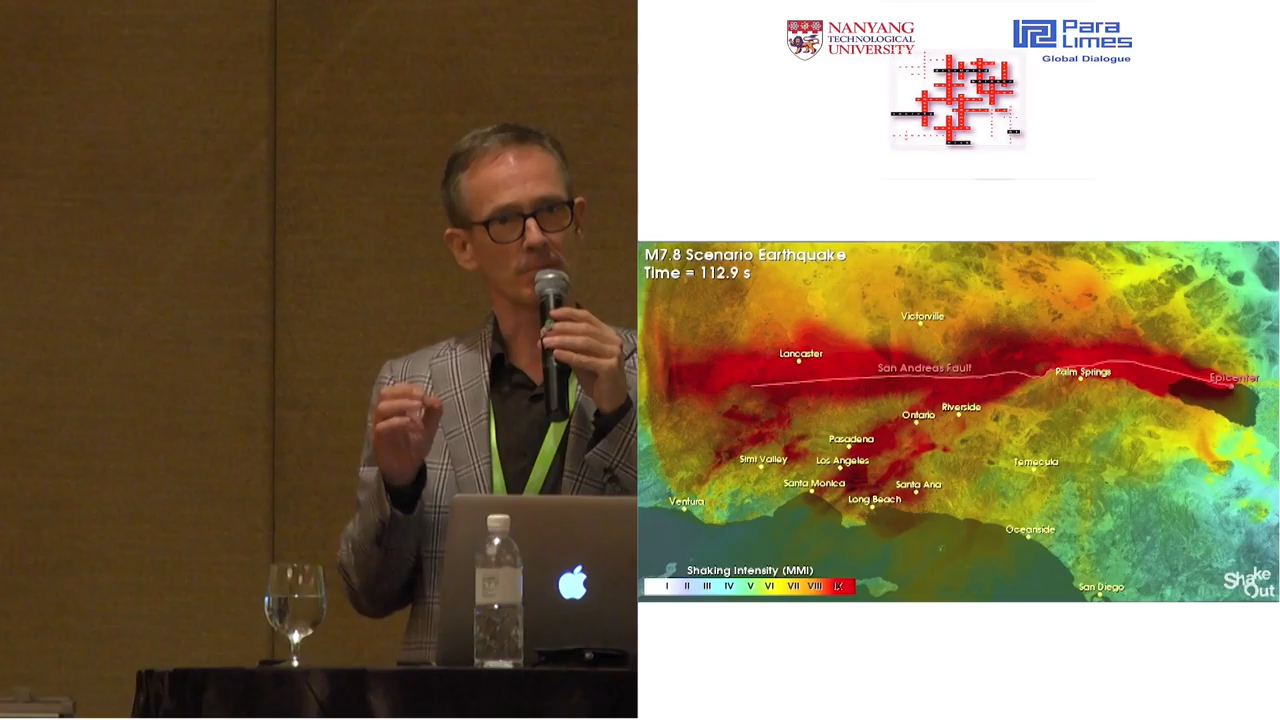 NANYANG
TECHNOLOGICAL
UNIVERSITY
Para
Limes
Global Dialogue
M7.8 Scenario Earthquake
Time = 112.9 s
Victorville
Lancaster
San Andreas Fault
Palm Springs
Epicenter
Riverside
Ontario
Pasadena
Simi Valley
Los Angeles
Temecula
Santa Monica
Santa Ana
Long Beach
Ventura
Oceanside
Shaking Intensity (MMI)
I II III IV V VI VII VIII IX
San Diego
Shake
Out